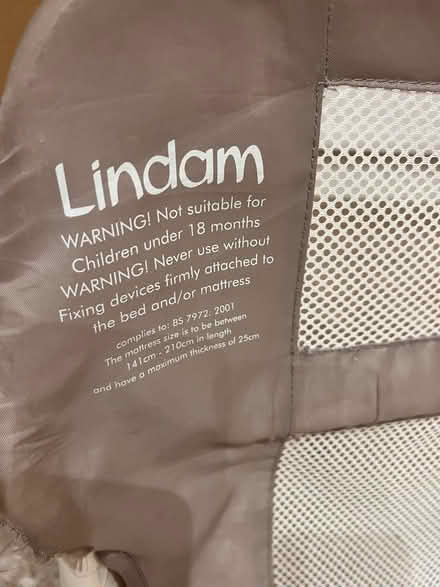 Lindam
WARNING! Not suitable for
Children under 18 months
WARNING! Never use without
Fixing devices firmly attached to
the bed and/or mattress
complies to: BS 7972: 2001
The mattress size is to be between
141cm - 210cm in length
and have a maximum thickness of 25cm